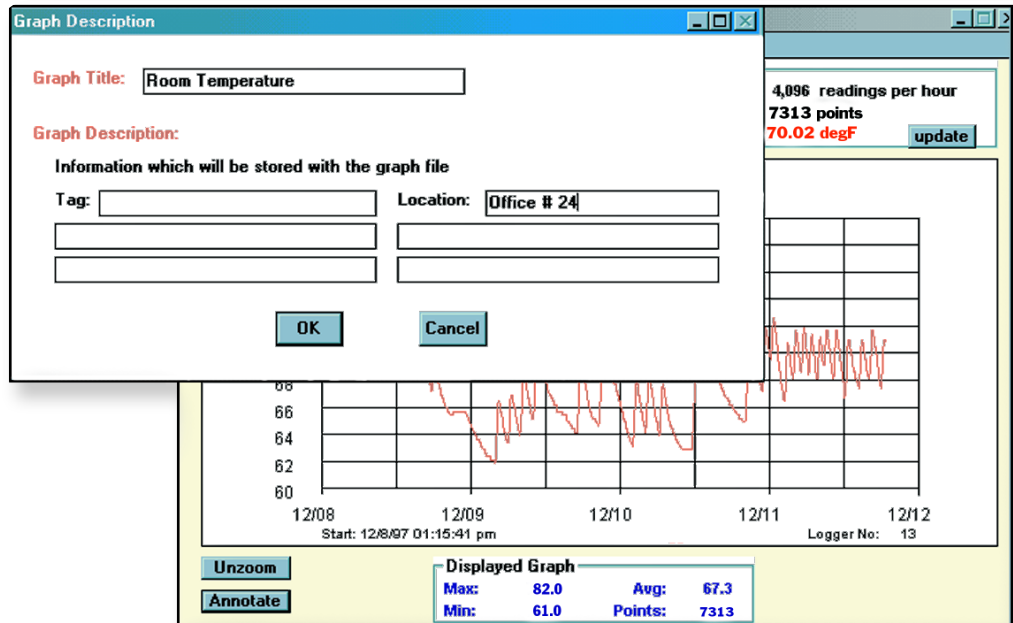 Graph Description
Graph Title: Room Temperature
Graph Description:
Information which will be stored with the graph file
Tag: Location: Office # 24
OK Cancel
4,096 readings per hour
7313 points
70.02 degF update
68
66
64
62
60
12/08 12/09 12/10 12/11 12/12
Start: 12/8/97 01:15:41 pm Logger No: 13
Unzoom
Annotate
Displayed Graph
Max: 82.0 Avg: 67.3
Min: 61.0 Points: 7313